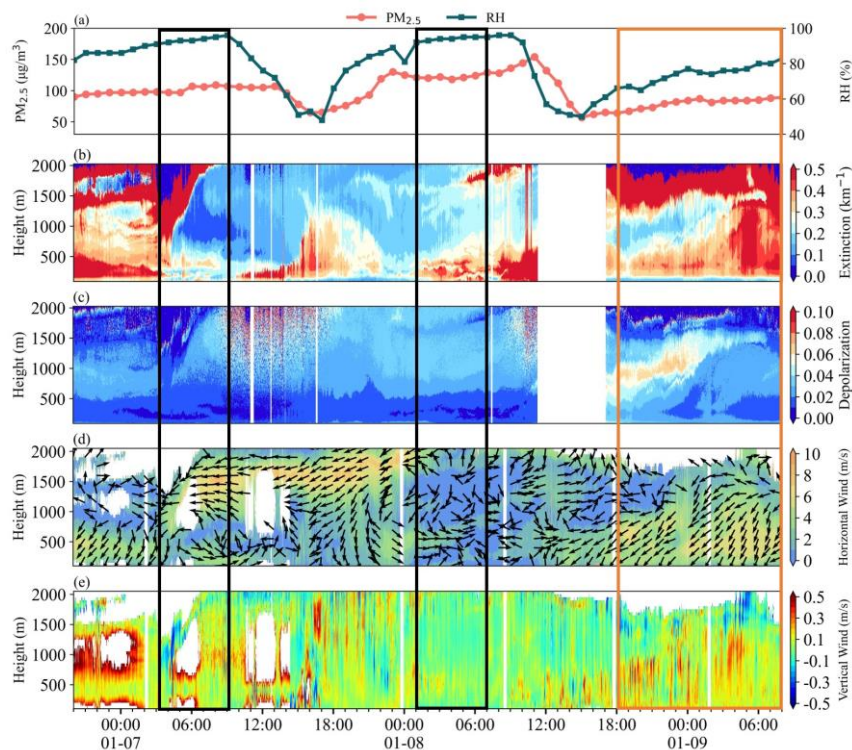 (a)
PM2.5
RH
PM2.5 (μg/m³)
200
150
100
50
RH (%)
100
80
60
40
(b)
Height (m)
2000
1500
1000
500
Extinction (km⁻¹)
0.5
0.4
0.3
0.2
0.1
0.0
(c)
Height (m)
2000
1500
1000
500
Depolarization
0.10
0.08
0.06
0.04
0.02
0.00
(d)
Height (m)
2000
1500
1000
500
Horizontal Wind (m/s)
10
8
6
4
2
0
(e)
Height (m)
2000
1500
1000
500
Vertical Wind (m/s)
0.5
0.3
0.1
-0.1
-0.3
-0.5
00:00 06:00 12:00 18:00 00:00 06:00 12:00 18:00 00:00 06:00
01-07 01-08 01-09